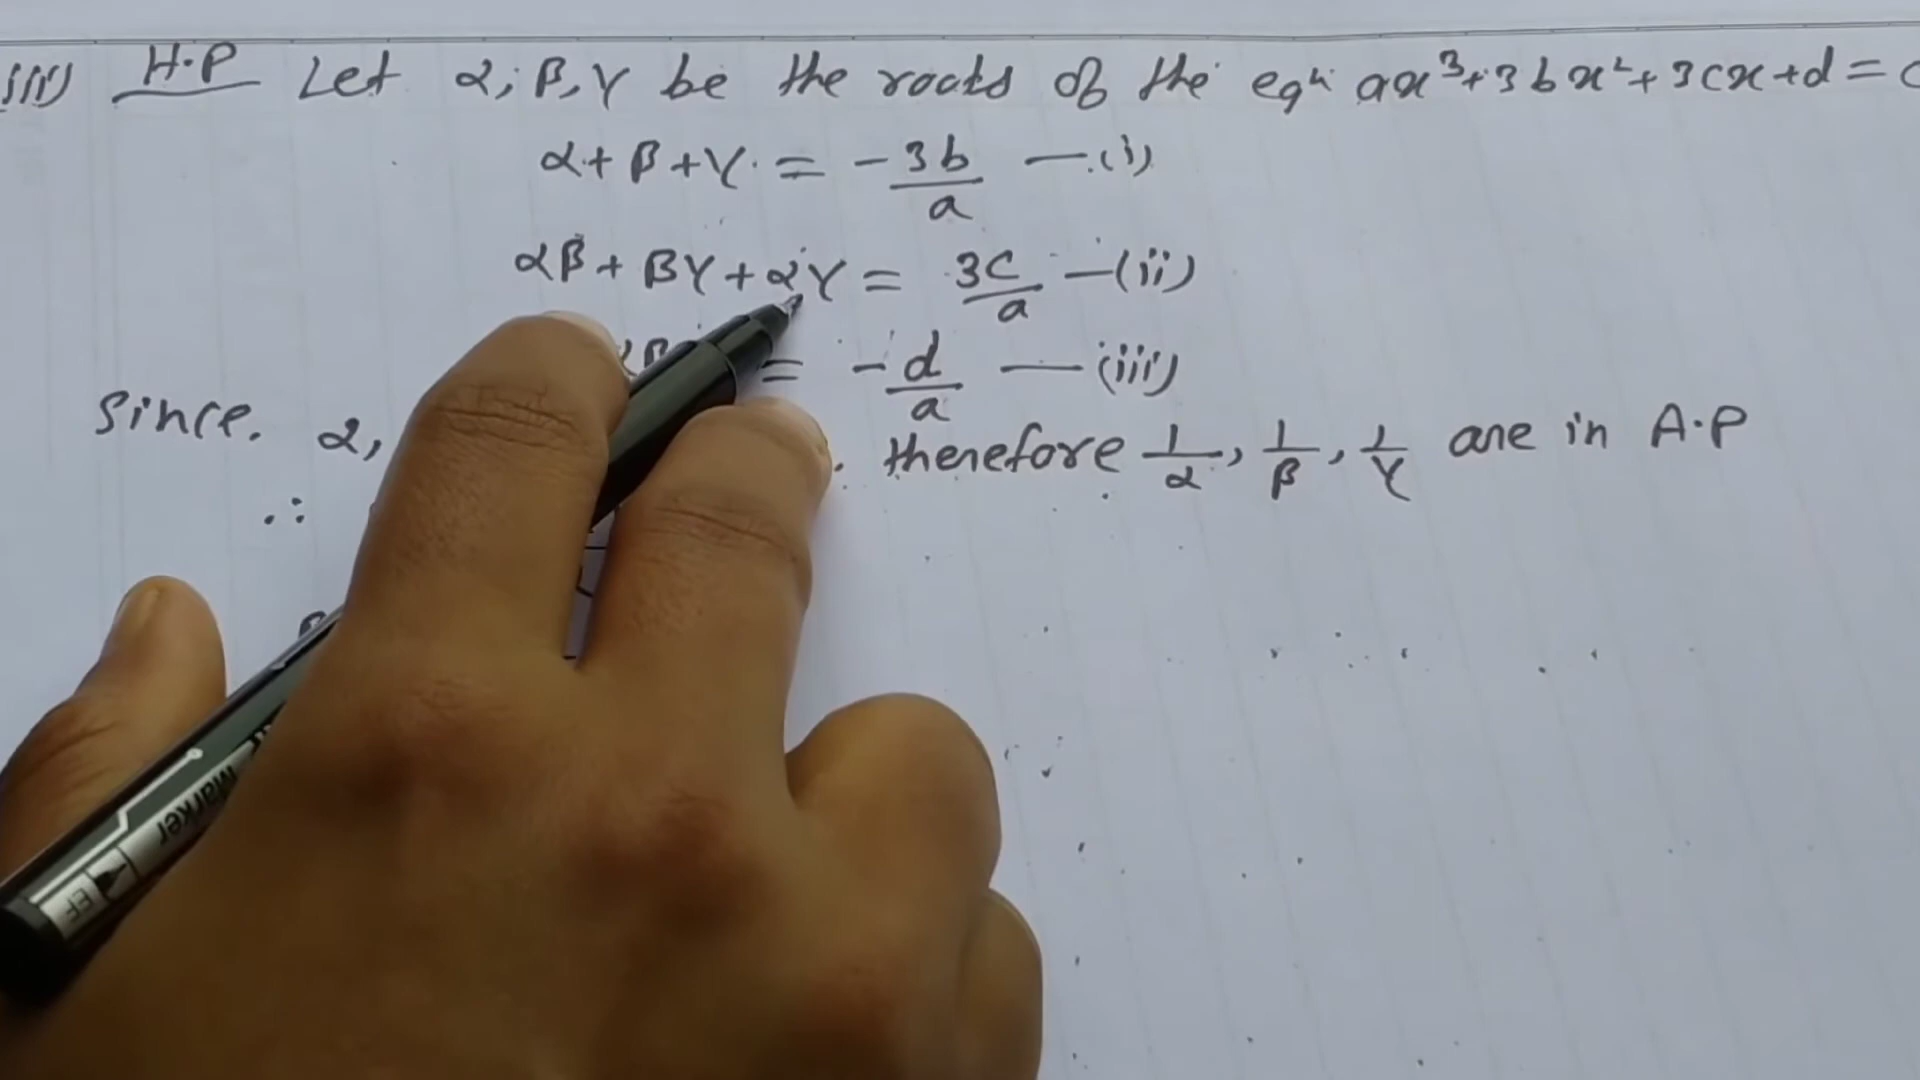 iii) H.P Let α, β, γ be the roots of the eqn ax³+3bx²+3cx+d=
α+β+γ = -3b/a —(i)
αβ+βγ+αγ = 3c/a —(ii)
= -d/a —(iii)
Since. α, therefore 1/α, 1/β, 1/γ are in A.P
∴
Marker
EF